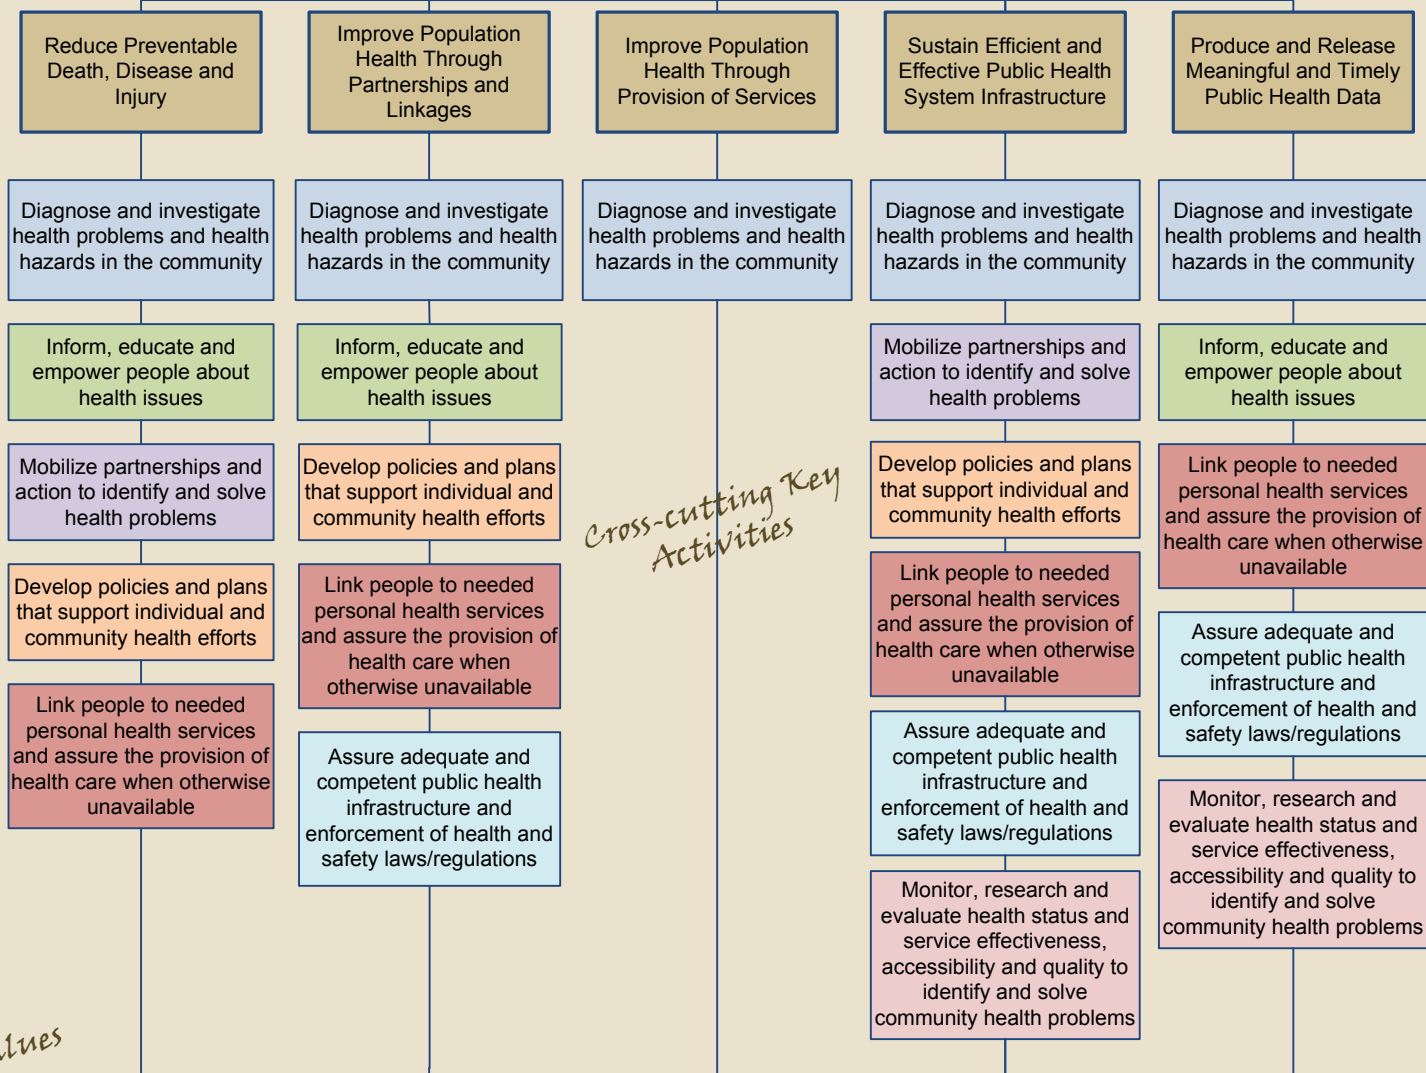 Reduce Preventable
Death, Disease and
Injury
Improve Population
Health Through
Partnerships and
Linkages
Improve Population
Health Through
Provision of Services
Sustain Efficient and
Effective Public Health
System Infrastructure
Produce and Release
Meaningful and Timely
Public Health Data
Diagnose and investigate
health problems and health
hazards in the community
Diagnose and investigate
health problems and health
hazards in the community
Diagnose and investigate
health problems and health
hazards in the community
Diagnose and investigate
health problems and health
hazards in the community
Diagnose and investigate
health problems and health
hazards in the community
Inform, educate and
empower people about
health issues
Mobilize partnerships and
action to identify and solve
health problems
Develop policies and plans
that support individual and
community health efforts
Link people to needed
personal health services
and assure the provision of
health care when otherwise
unavailable
Inform, educate and
empower people about
health issues
Develop policies and plans
that support individual and
community health efforts
Link people to needed
personal health services
and assure the provision of
health care when
otherwise unavailable
Assure adequate and
competent public health
infrastructure and
enforcement of health and
safety laws/regulations
Cross-cutting Key
Activities
Mobilize partnerships and
action to identify and solve
health problems
Develop policies and plans
that support individual and
community health efforts
Link people to needed
personal health services
and assure the provision of
health care when otherwise
unavailable
Assure adequate and
competent public health
infrastructure and
enforcement of health and
safety laws/regulations
Monitor, research and
evaluate health status and
service effectiveness,
accessibility and quality to
identify and solve
community health problems
Inform, educate and
empower people about
health issues
Link people to needed
personal health services
and assure the provision of
health care when otherwise
unavailable
Assure adequate and
competent public health
infrastructure and
enforcement of health and
safety laws/regulations
Monitor, research and
evaluate health status and
service effectiveness,
accessibility and quality to
identify and solve
community health problems